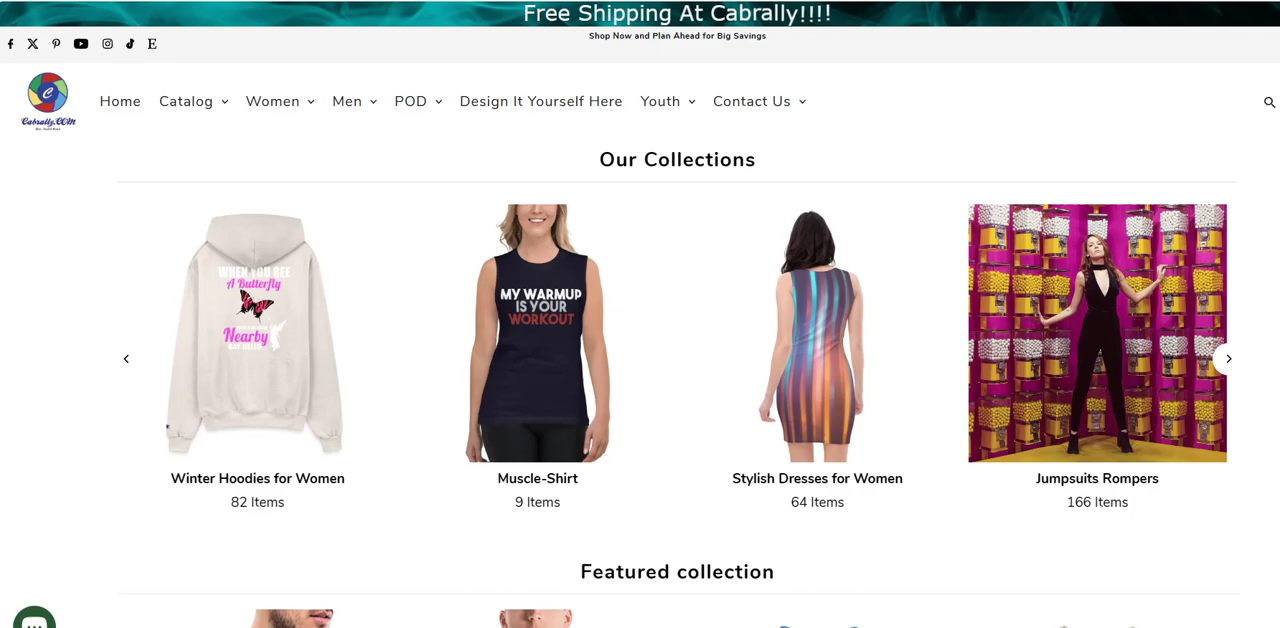 Free Shipping At Cabrally!!!!
Shop Now and Plan Ahead for Big Savings
C
Cabrally.COM
Home Catalog Women Men POD Design It Yourself Here Youth Contact Us
Our Collections
WHEN YOU SEE
A Butterfly
Nearby
MY WARMUP
IS YOUR
WORKOUT
Winter Hoodies for Women Muscle-Shirt Stylish Dresses for Women Jumpsuits Rompers
82 Items 9 Items 64 Items 166 Items
Featured collection